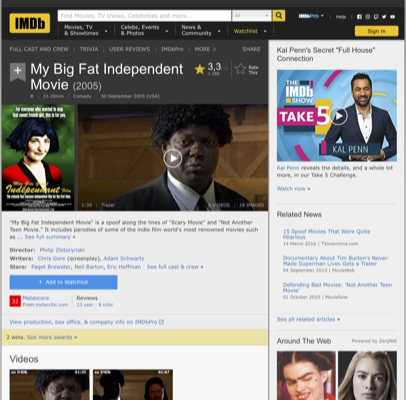 IMDb
Find Movies, TV shows, Celebrities and more...
All
IMDbPro
Help
Movies, TV
& Showtimes
Celebs, Events
& Photos
News &
Community
Watchlist
Sign in
FULL CAST AND CREW | TRIVIA | USER REVIEWS | IMDbPro | MORE
SHARE
My Big Fat Independent
Movie (2005)
3,3
Rate
This
R | 1h 20min | Comedy | 30 September 2005 (USA)
Independent
1:35 | Trailer
2 VIDEOS | 18 IMAGES
"My Big Fat Independent Movie" is a spoof along the lines of "Scary Movie" and "Not Another
Teen Movie." It includes parodies of some of the indie film world's most renowned movies such
as ... See full summary »
Director: Philip Zlotorynski
Writers: Chris Gore (screenplay), Adam Schwartz
Stars: Paget Brewster, Neil Barton, Eric Hoffman | See full cast & crew »
+ Add to Watchlist
32
Metascore
From metacritic.com
Reviews
23 user | 8 critic
View production, box office, & company info on IMDbPro
2 wins. See more awards »
Videos
Kal Penn's Secret "Full House"
Connection
THE
IMDb
SHOW
TAKE 5
KAL PENN
Kal Penn reveals the details, and a whole lot
more, in our Take 5 Challenge.
Watch now »
Related News
15 Spoof Movies That Were Quite
Hilarious
14 March 2016 | TVovermind.com
Documentary About Tim Burton's Never-
Made Superman Lives Gets a Trailer
04 September 2013 | MovieWeb
Defending Bad Movies: 'Not Another Teen
Movie'
01 October 2010 | Moviefone
See all related articles »
Around The Web
Powered by ZergNet